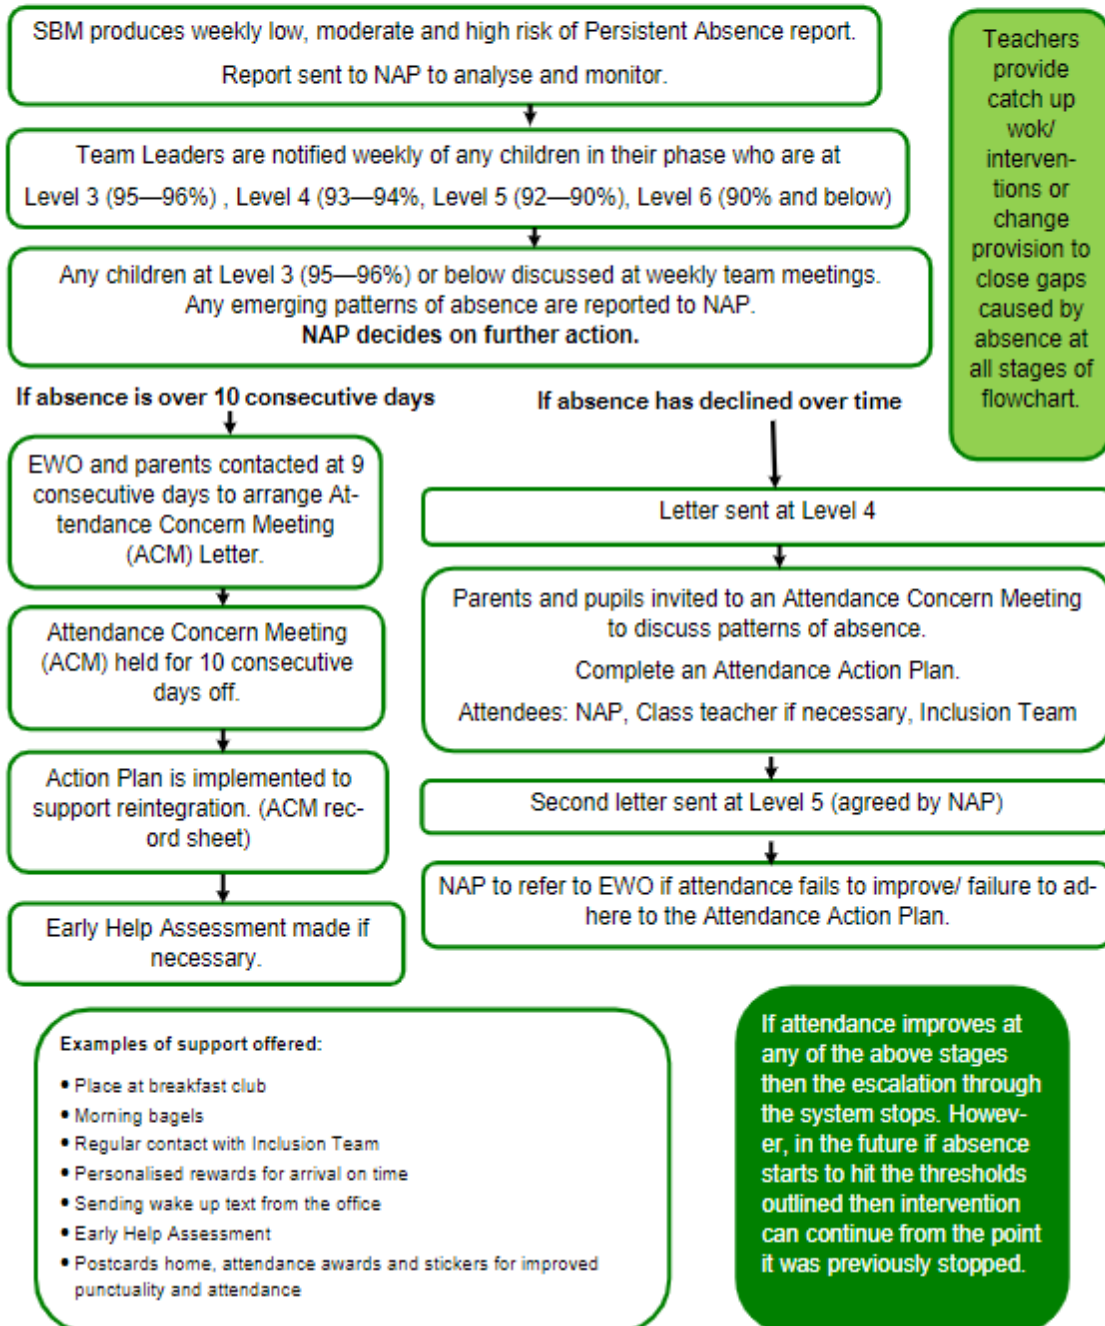 SBM produces weekly low, moderate and high risk of Persistent Absence report.
Report sent to NAP to analyse and monitor.
Teachers
provide
catch up
wok/
interven-
tions or
change
provision to
close gaps
caused by
absence at
all stages of
flowchart.
Team Leaders are notified weekly of any children in their phase who are at
Level 3 (95—96%) , Level 4 (93—94%, Level 5 (92—90%), Level 6 (90% and below)
Any children at Level 3 (95—96%) or below discussed at weekly team meetings.
Any emerging patterns of absence are reported to NAP.
NAP decides on further action.
If absence is over 10 consecutive days
EWO and parents contacted at 9
consecutive days to arrange At-
tendance Concern Meeting
(ACM) Letter.
Attendance Concern Meeting
(ACM) held for 10 consecutive
days off.
Action Plan is implemented to
support reintegration. (ACM rec-
ord sheet)
Early Help Assessment made if
necessary.
If absence has declined over time
Letter sent at Level 4
Parents and pupils invited to an Attendance Concern Meeting
to discuss patterns of absence.
Complete an Attendance Action Plan.
Attendees: NAP, Class teacher if necessary, Inclusion Team
Second letter sent at Level 5 (agreed by NAP)
NAP to refer to EWO if attendance fails to improve/ failure to ad-
here to the Attendance Action Plan.
Examples of support offered:
• Place at breakfast club
• Morning bagels
• Regular contact with Inclusion Team
• Personalised rewards for arrival on time
• Sending wake up text from the office
• Early Help Assessment
• Postcards home, attendance awards and stickers for improved
punctuality and attendance
If attendance improves at
any of the above stages
then the escalation through
the system stops. Howev-
er, in the future if absence
starts to hit the thresholds
outlined then intervention
can continue from the point
it was previously stopped.